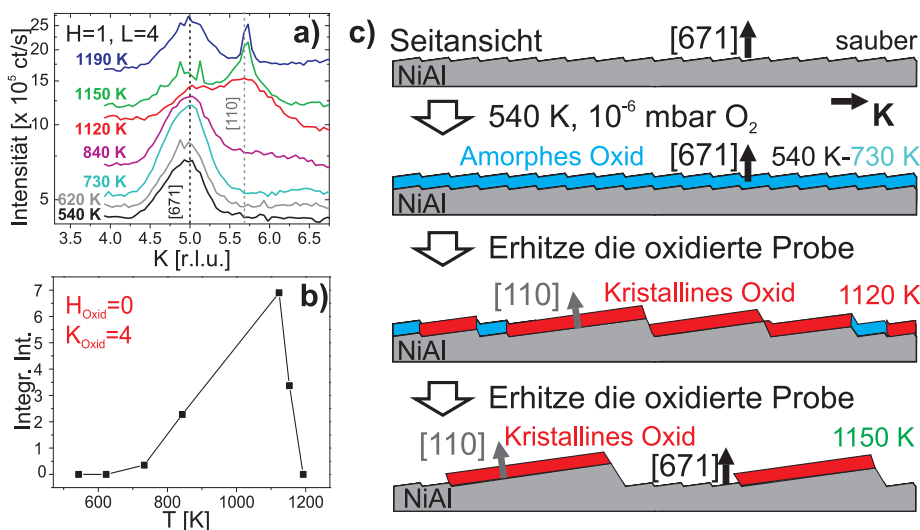 a)
H=1, L=4
Intensität [x 10⁵ ct/s]
25
20
15
10
5
1190 K
1150 K
1120 K
840 K
730 K
620 K
540 K
[671]
[110]
3.5 4.0 4.5 5.0 5.5 6.0 6.5
K [r.l.u.]
b)
H_Oxid=0
K_Oxid=4
Integr. Int.
7
6
5
4
3
2
1
0
600 800 1000 1200
T [K]
c)
Seitansicht [671] sauber
NiAl
540 K, 10⁻⁶ mbar O₂ K
Amorphes Oxid [671] 540 K-730 K
NiAl
Erhitze die oxidierte Probe
[110] Kristallines Oxid 1120 K
NiAl
Erhitze die oxidierte Probe
[110] Kristallines Oxid [671] 1150 K
NiAl